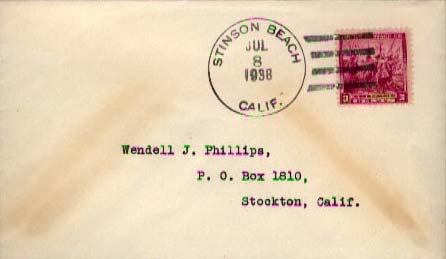 STINSON BEACH
JUL
8
1938
CALIF.
Wendell J. Phillips,
P. O. Box 1810,
Stockton, Calif.